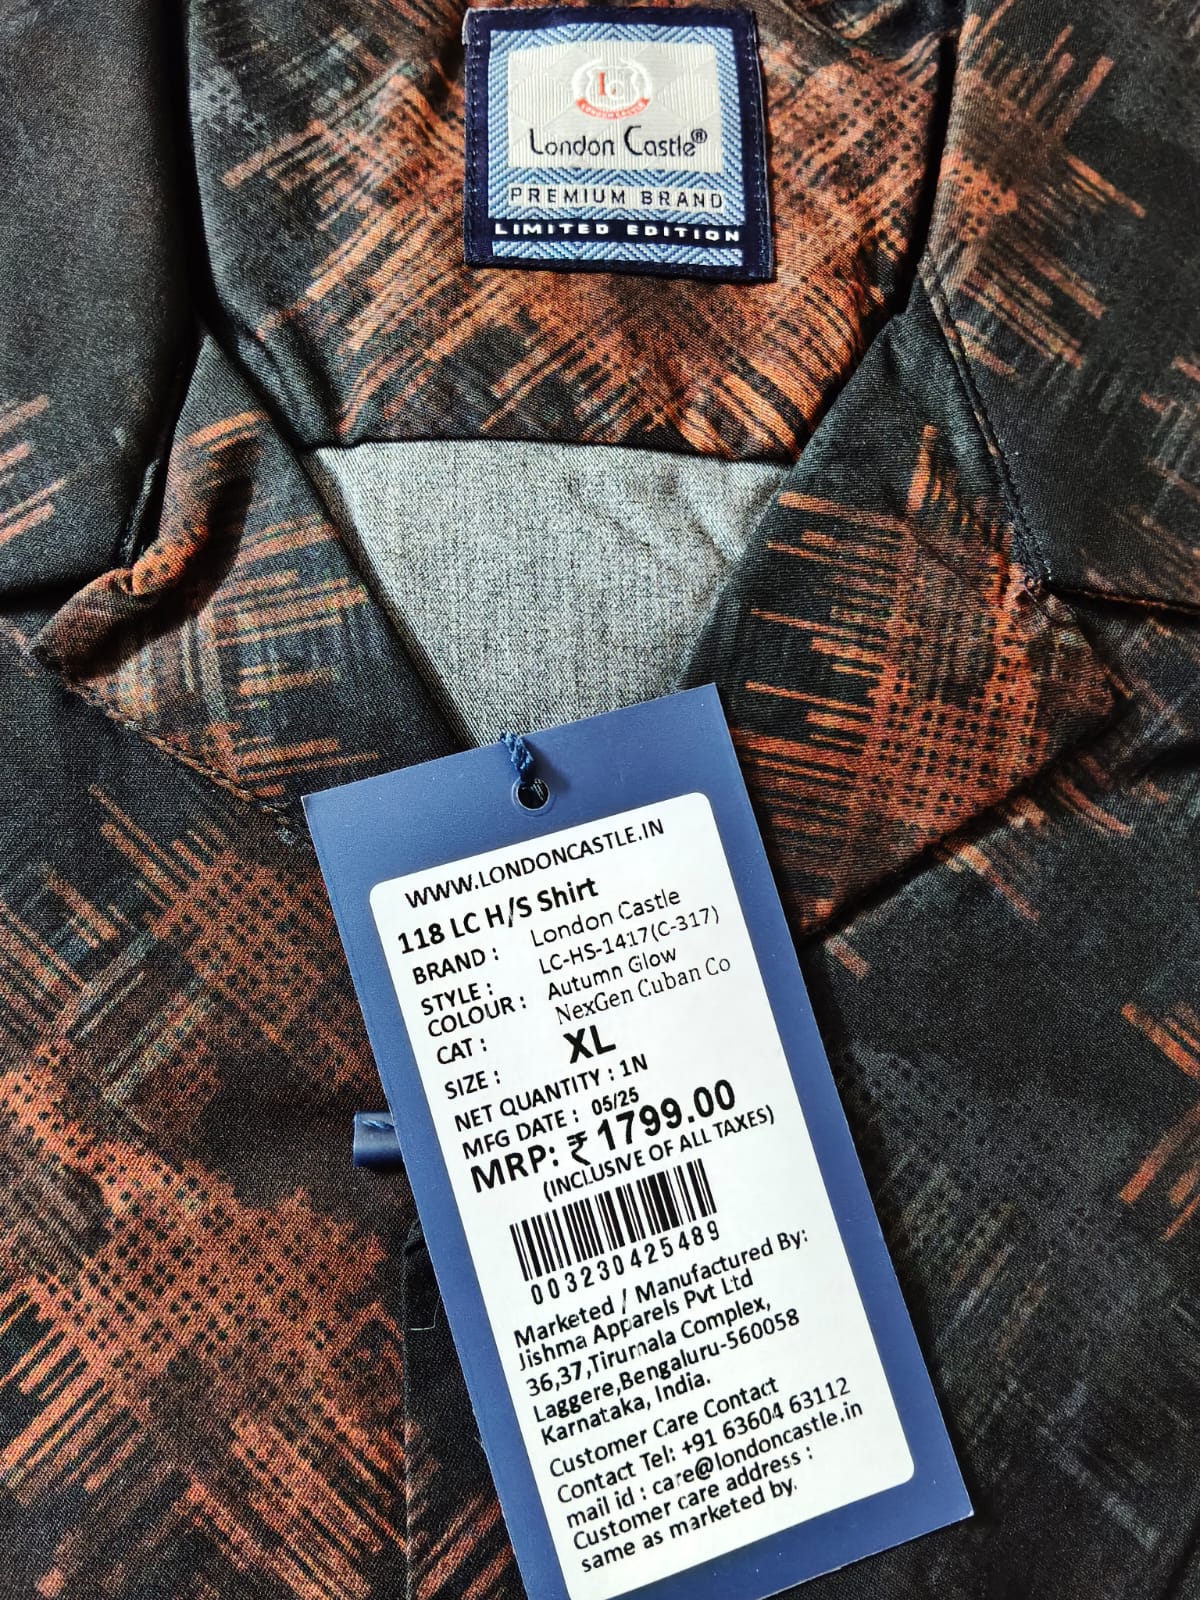 LC
LONDON CASTLE
London Castle®
PREMIUM BRAND
LIMITED EDITION
WWW.LONDONCASTLE.IN
118 LC H/S Shirt
BRAND : London Castle
STYLE : LC-HS-1417(C-317)
COLOUR : Autumn Glow
CAT : NexGen Cuban Co
SIZE : XL
NET QUANTITY : 1N
MFG DATE : 05/25
MRP: ₹ 1799.00
(INCLUSIVE OF ALL TAXES)
003230425489
Marketed / Manufactured By:
Jishma Apparels Pvt Ltd
36,37,Tirumala Complex,
Laggere,Bengaluru-560058
Karnataka, India.
Customer Care Contact
Contact Tel: +91 63604 63112
mail id : care@londoncastle.in
Customer care address :
same as marketed by.